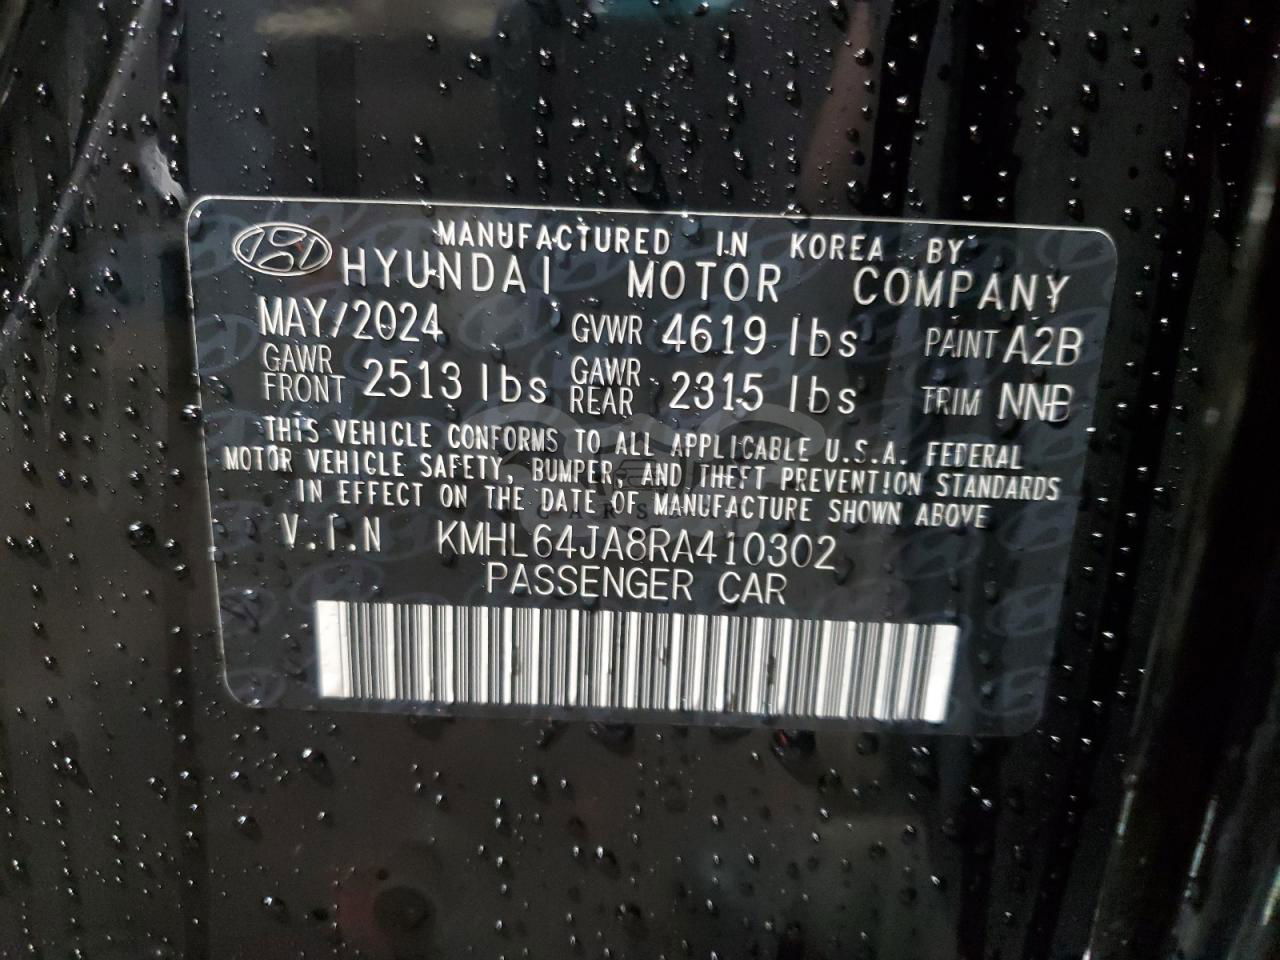 MANUFACTURED IN KOREA BY
HYUNDAI MOTOR COMPANY
MAY/2024 GVWR 4619 lbs PAINT A2B
GAWR FRONT 2513 lbs GAWR REAR 2315 lbs TRIM NNB
THIS VEHICLE CONFORMS TO ALL APPLICABLE U.S.A. FEDERAL
MOTOR VEHICLE SAFETY, BUMPER, AND THEFT PREVENTION STANDARDS
IN EFFECT ON THE DATE OF MANUFACTURE SHOWN ABOVE
V.I.N KMHL64JA8RA410302
PASSENGER CAR